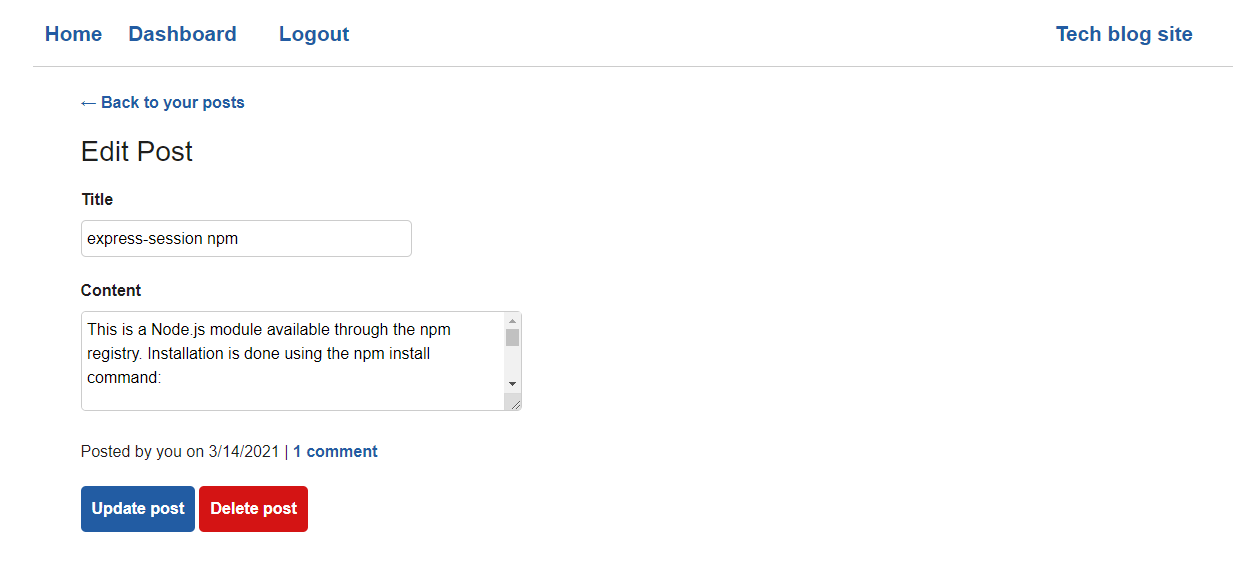 Home Dashboard Logout Tech blog site
← Back to your posts
Edit Post
Title
express-session npm
Content
This is a Node.js module available through the npm
registry. Installation is done using the npm install
command:
Posted by you on 3/14/2021 | 1 comment
Update post Delete post